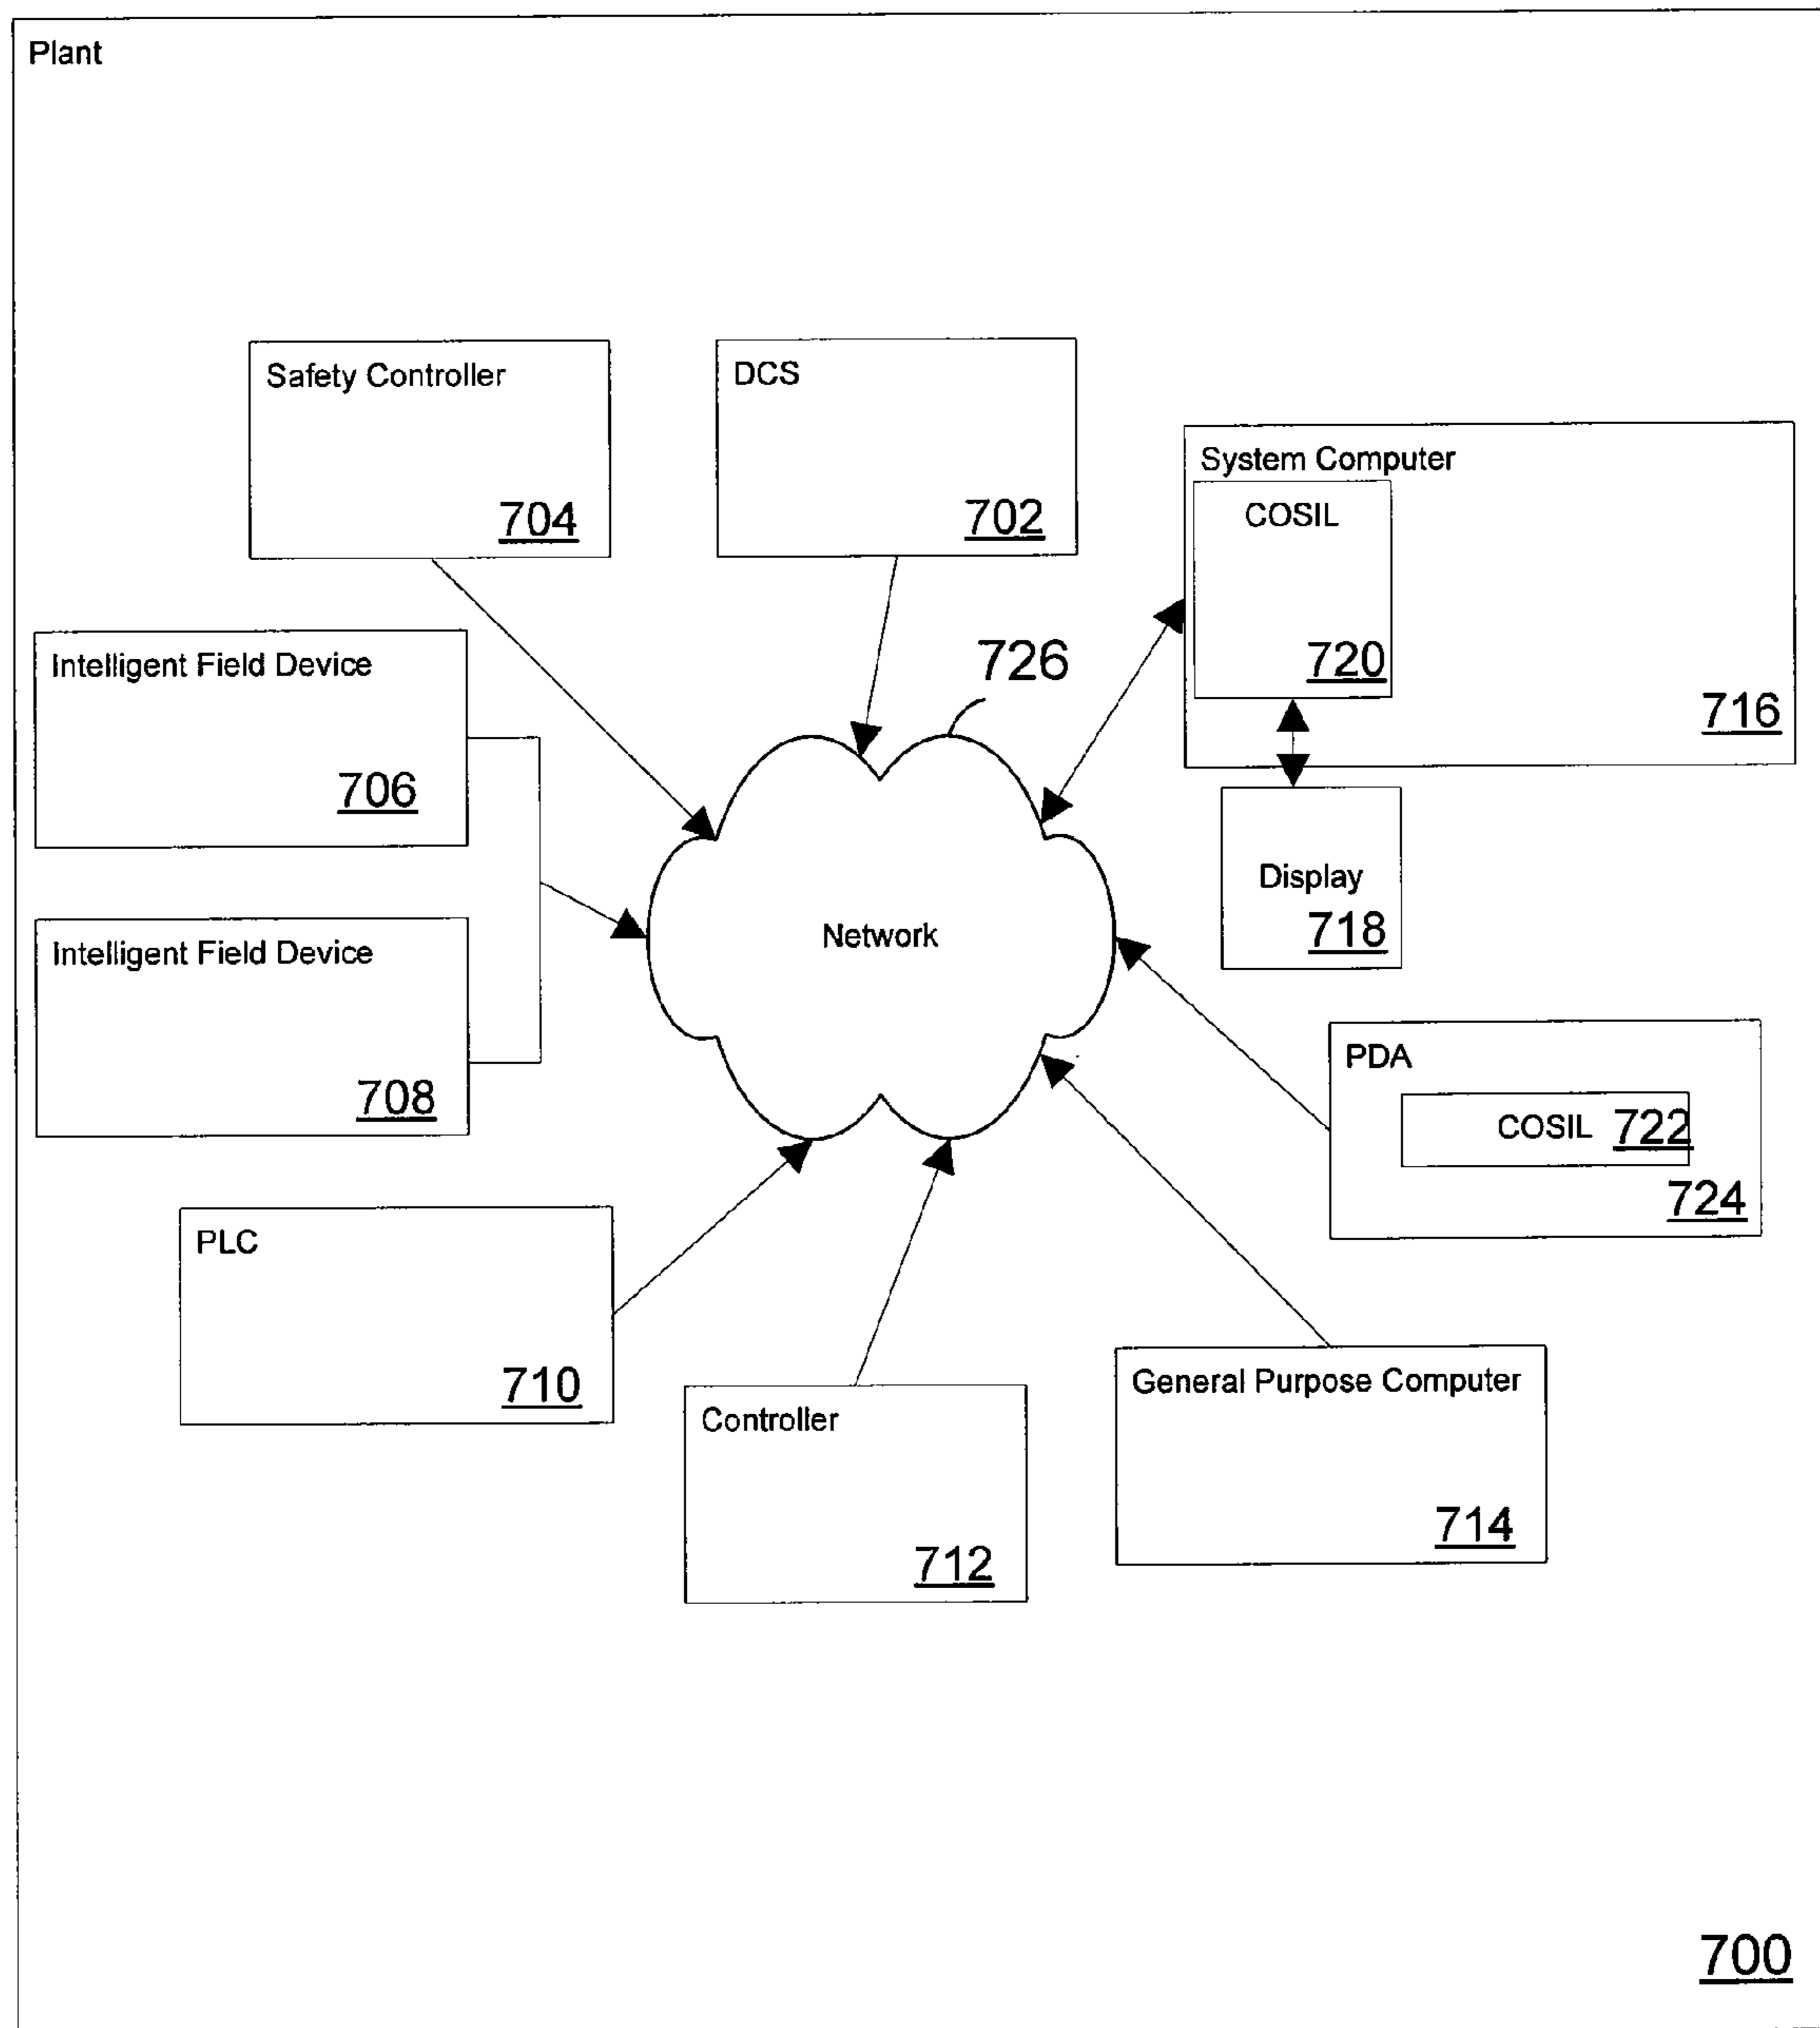 Plant
Safety Controller
704
DCS
702
System Computer
COSIL
720
716
Intelligent Field Device
706
726
Display
718
Intelligent Field Device
708
Network
PDA
COSIL 722
724
PLC
710
Controller
712
General Purpose Computer
714
700